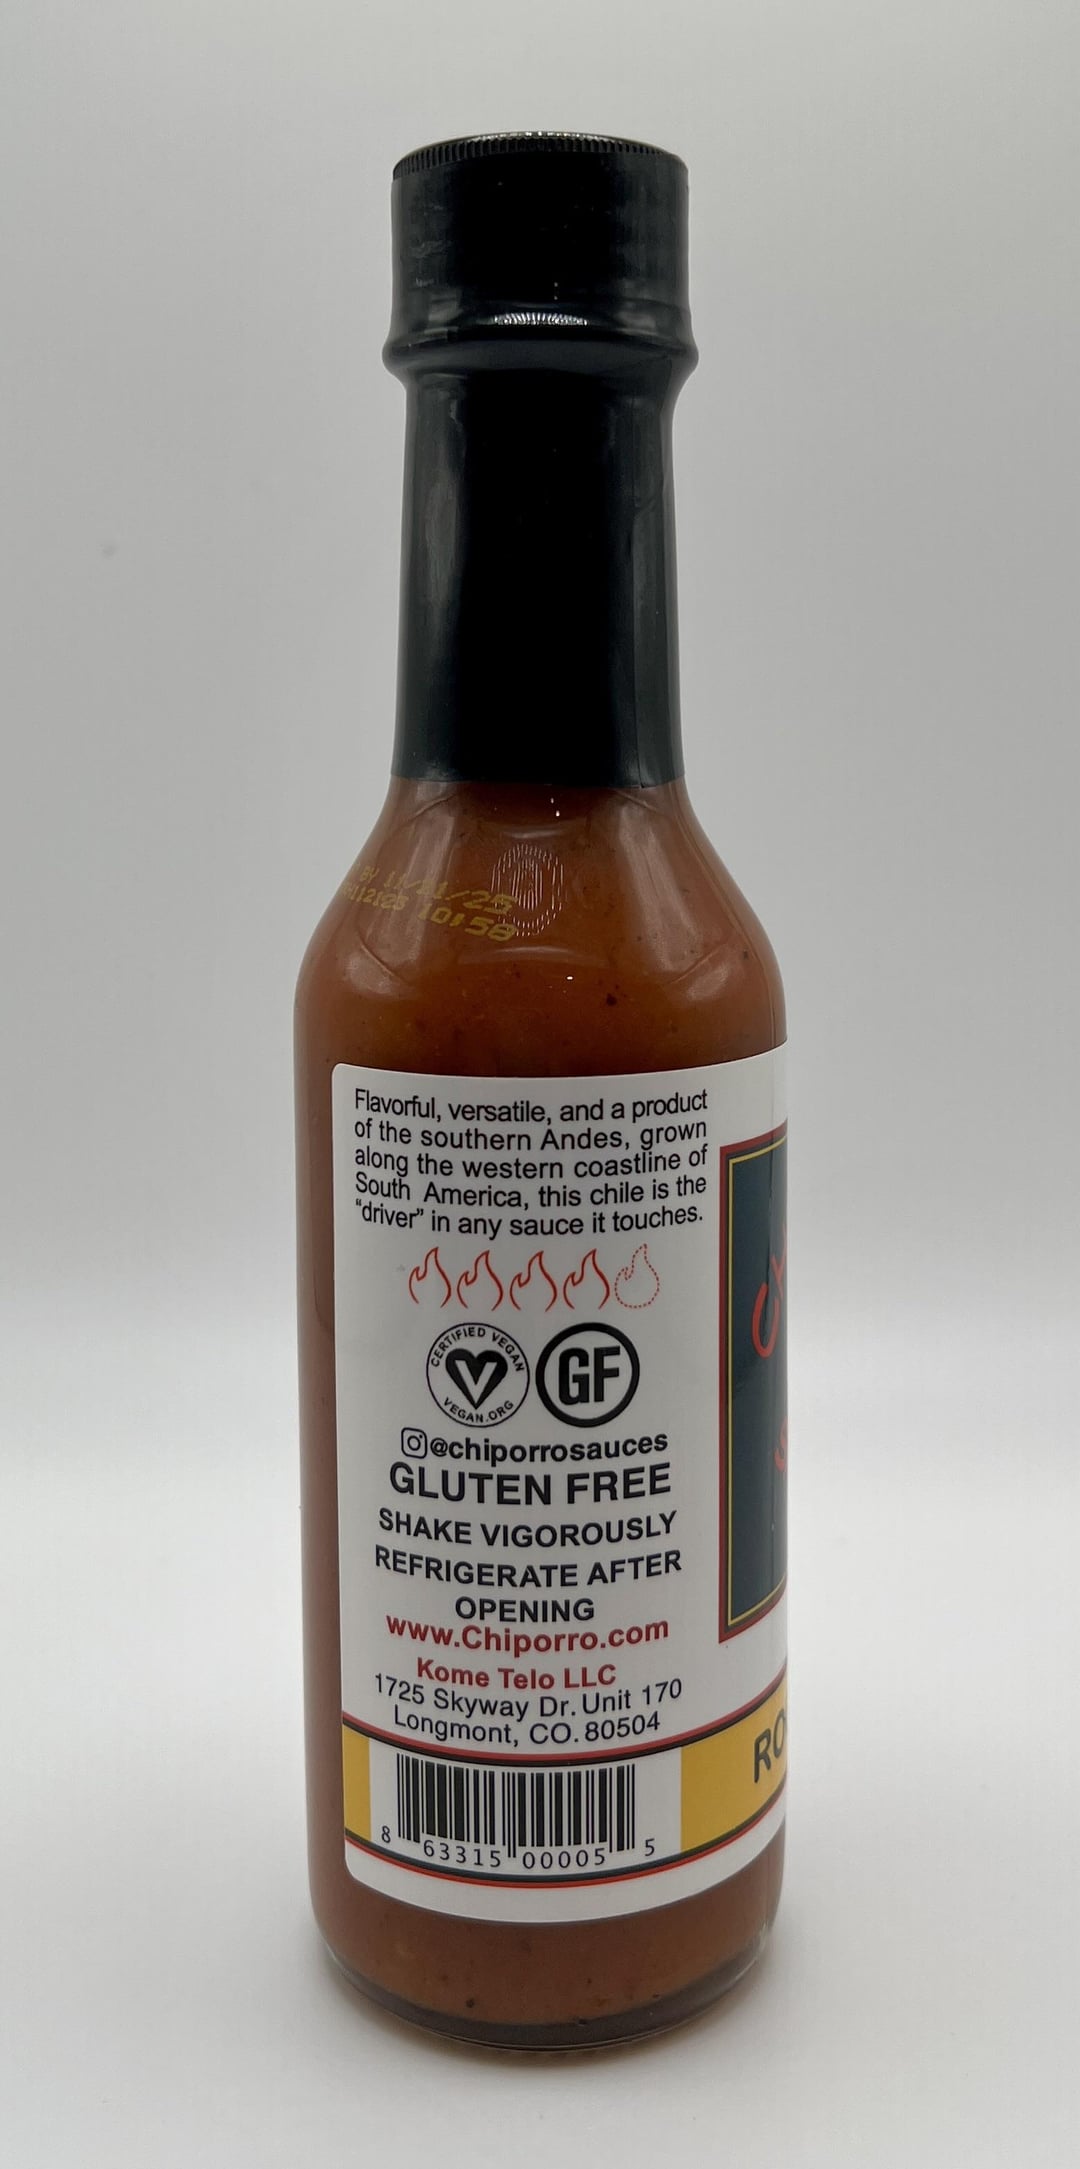 BY 11/11/25
112123 10:58
Flavorful, versatile, and a product
of the southern Andes, grown
along the western coastline of
South America, this chile is the
“driver” in any sauce it touches.
CERTIFIED VEGAN
VEGAN.ORG
GF
@chiporrosauces
GLUTEN FREE
SHAKE VIGOROUSLY
REFRIGERATE AFTER
OPENING
www.Chiporro.com
Kome Telo LLC
1725 Skyway Dr. Unit 170
Longmont, CO. 80504
8 63315 00005 5